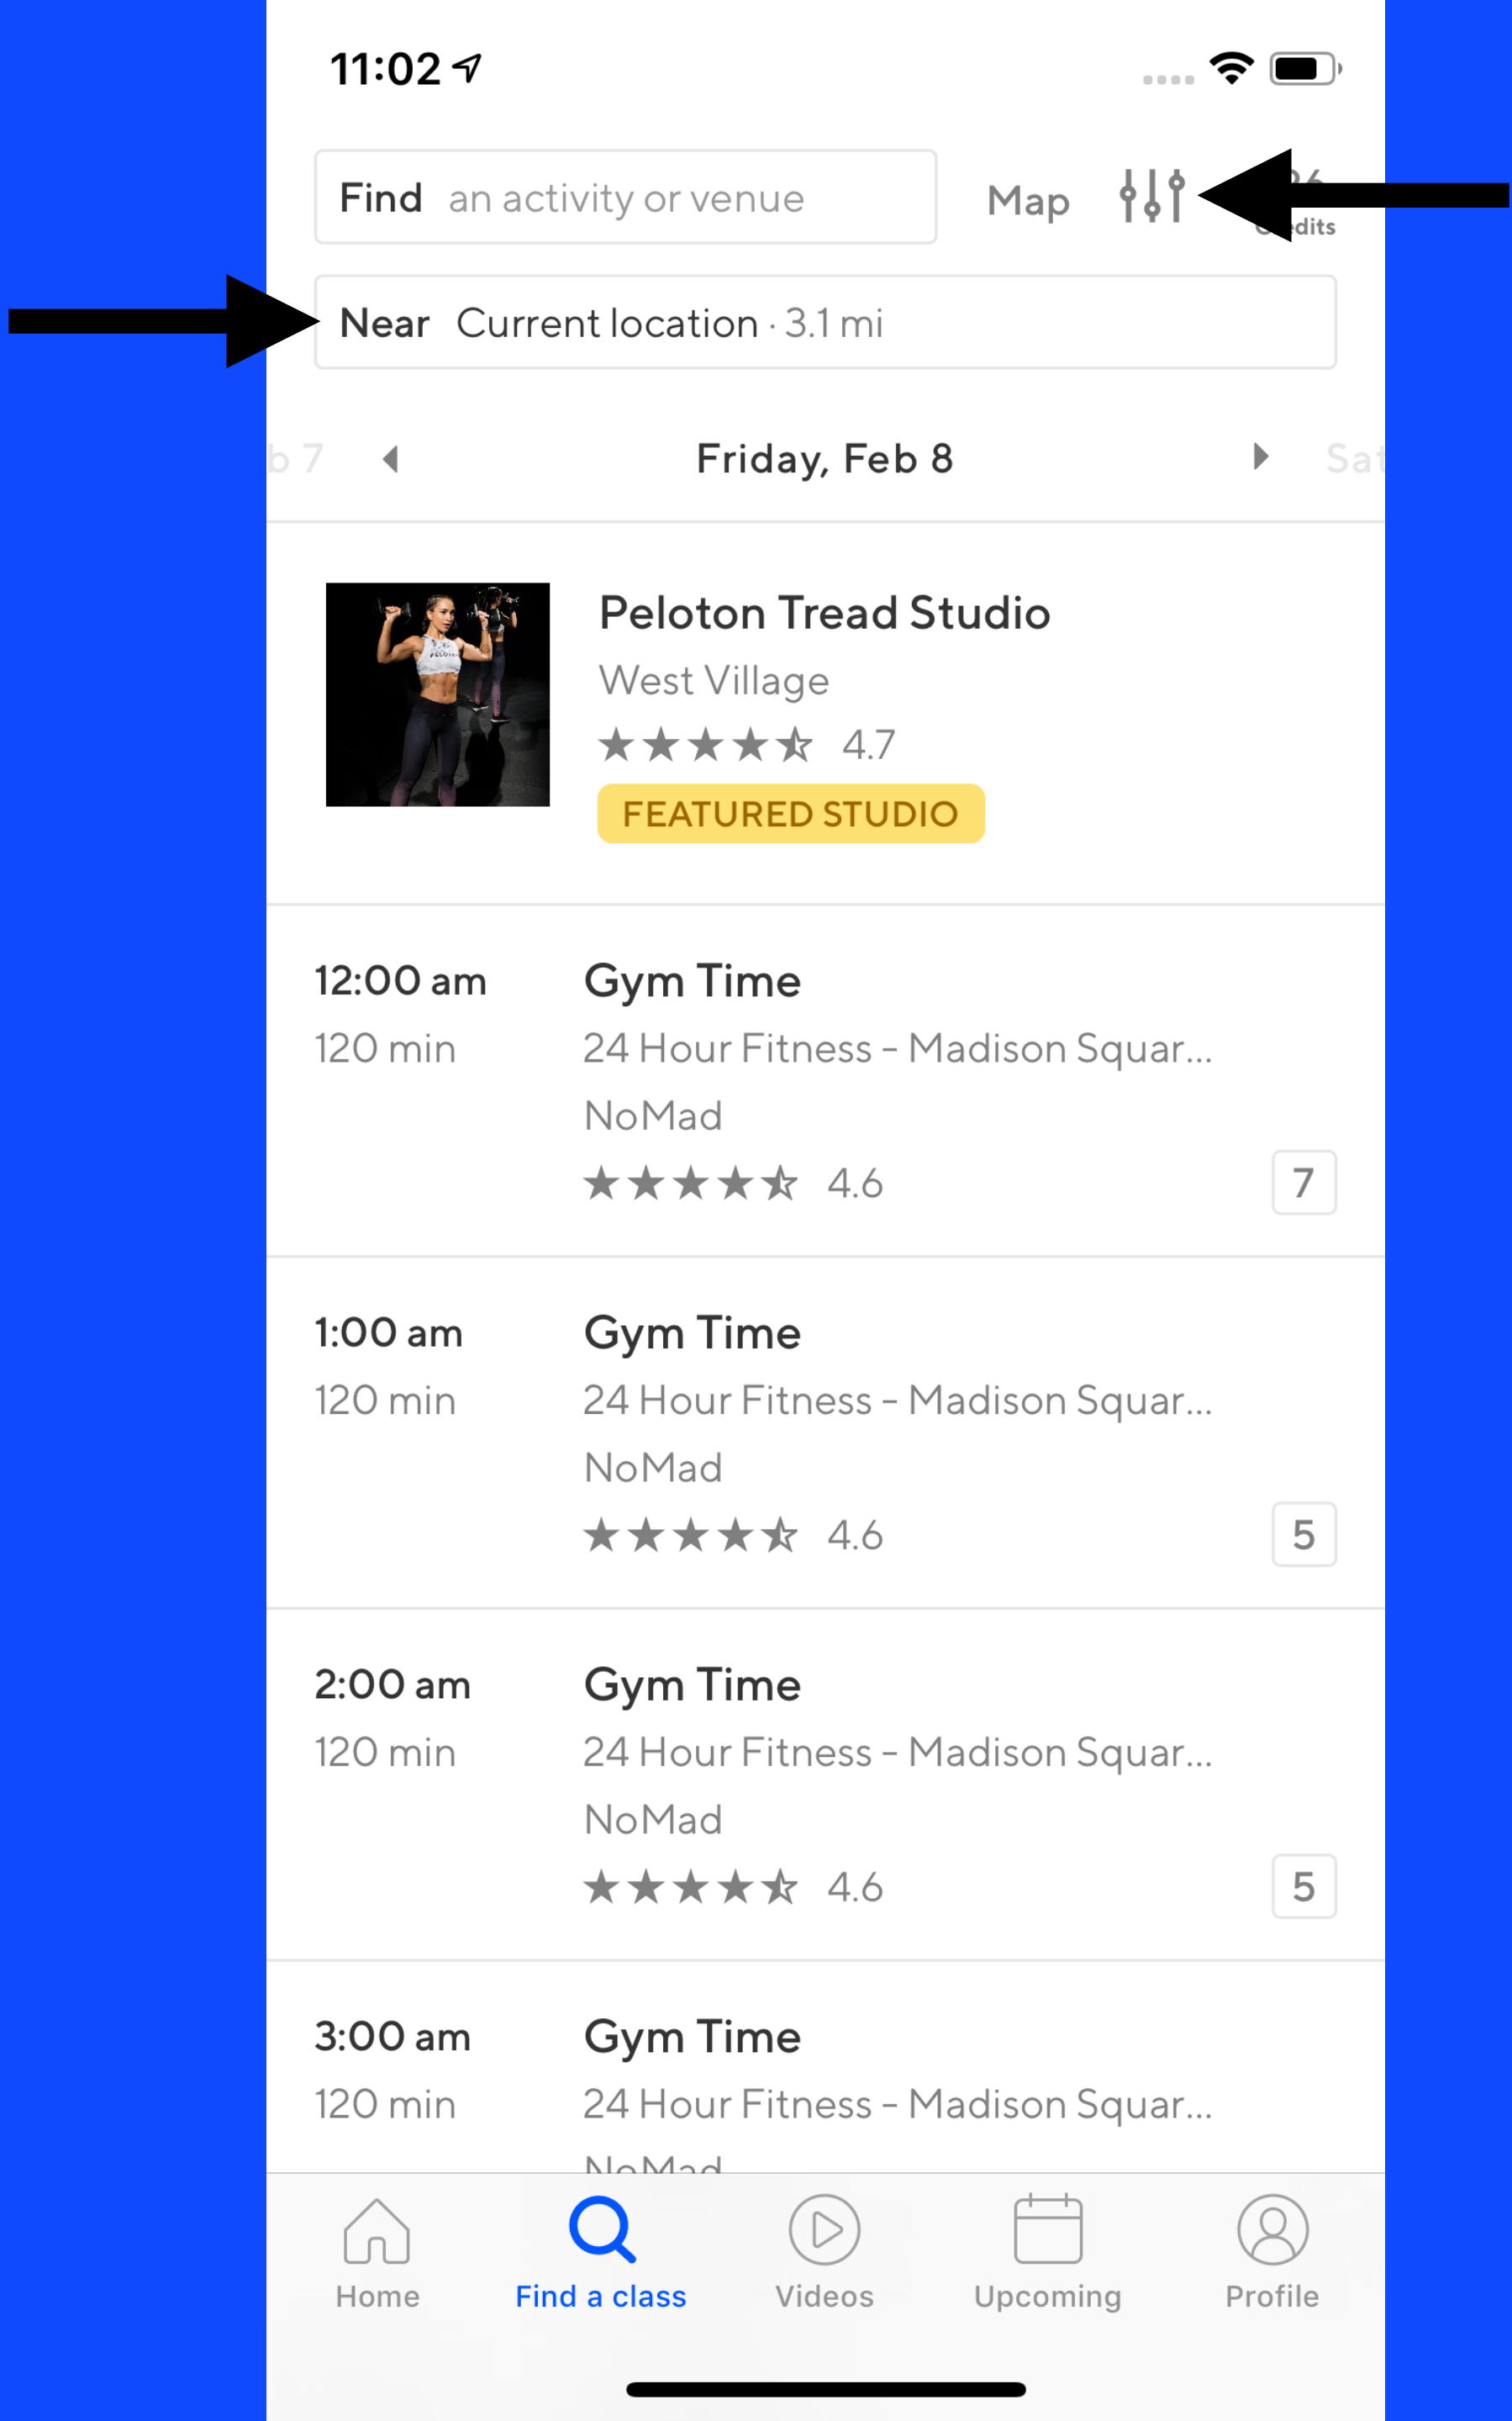 11:02
Find an activity or venue Map
Near Current location · 3.1 mi
Friday, Feb 8
Peloton Tread Studio
West Village
4.7
FEATURED STUDIO
12:00 am Gym Time
120 min 24 Hour Fitness - Madison Squar...
NoMad
4.6 7
1:00 am Gym Time
120 min 24 Hour Fitness - Madison Squar...
NoMad
4.6 5
2:00 am Gym Time
120 min 24 Hour Fitness - Madison Squar...
NoMad
4.6 5
3:00 am Gym Time
120 min 24 Hour Fitness - Madison Squar...
NoMad
Home Find a class Videos Upcoming Profile